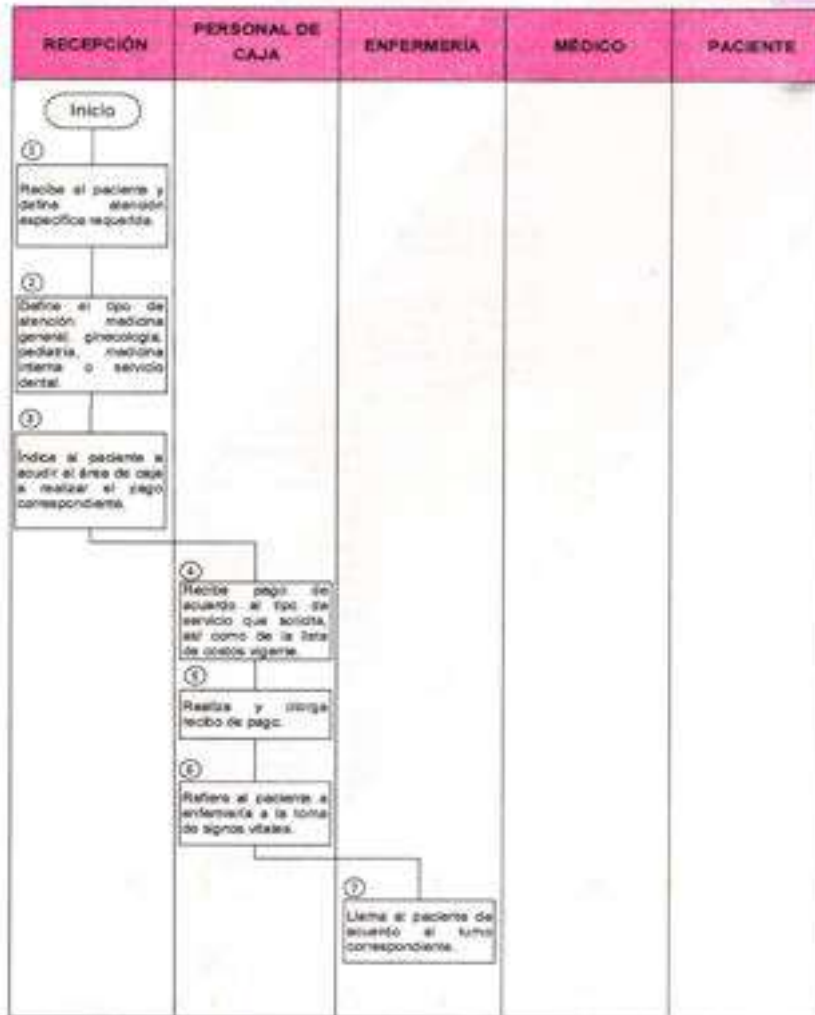 RECEPCIÓN
PERSONAL DE
CAJA
ENFERMERÍA
MÉDICO
PACIENTE
Inicio
1
Recibe el paciente y
define atención
específica requerida.
2
Define el tipo de
atención medicina
general, ginecología,
pediatría, medicina
interna o servicio
dental.
3
Indica al paciente a
acudir al área de caja
a realizar el pago
correspondiente.
4
Recibe pago de
acuerdo al tipo de
servicio que solicita,
así como de la lista
de costos vigente.
5
Realiza y otorga
recibo de pago.
6
Refiere al paciente a
enfermería a la toma
de signos vitales.
7
Llama al paciente de
acuerdo al turno
correspondiente.